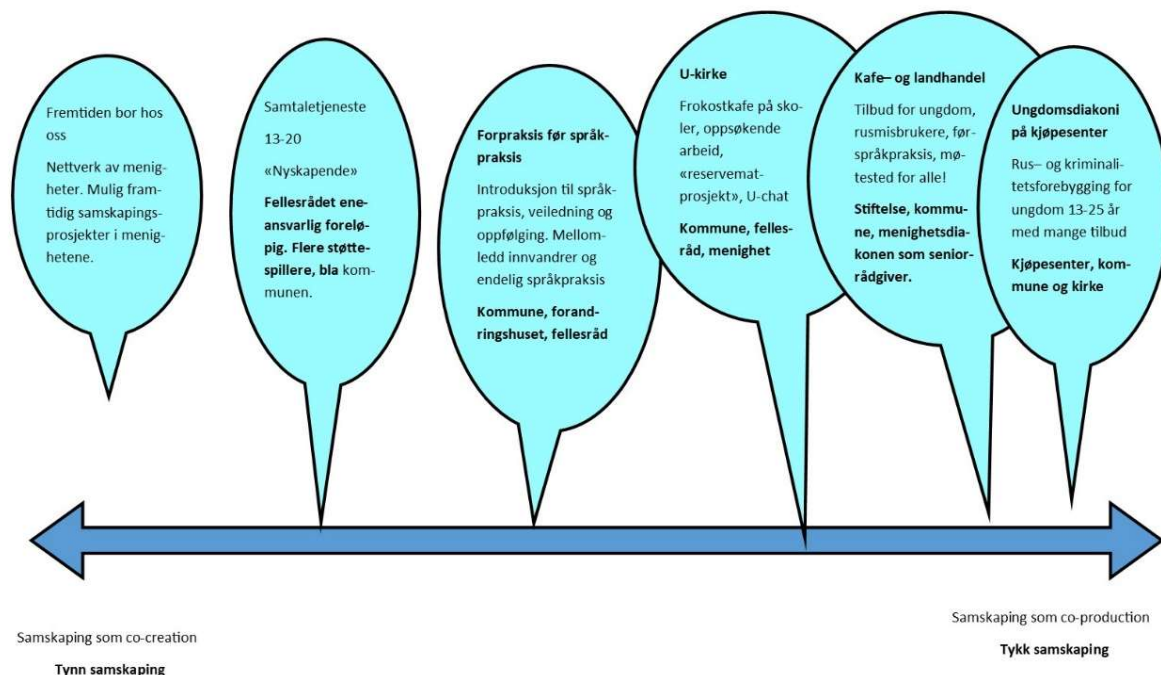 Fremtiden bor hos
oss
Nettverk av menig-
heter. Mulig fram-
tidig samskapings-
prosjekter i menig-
hetene.
Samtaletjeneste
13-20
«Nyskapende»
Fellesrådet ene-
ansvarlig foreløp-
ig. Flere støtte-
spillere, bla kom-
munen.
Forpraksis før språk-
praksis
Introduksjon til språk-
praksis, veiledning og
oppfølging. Mellom-
ledd innvandrer og
endelig språkpraksis
Kommune, forand-
ringshuset, fellesråd
U-kirke
Frokostkafe på sko-
ler, oppsøkende
arbeid,
«reservemat-
prosjekt», U-chat
Kommune, felles-
råd, menighet
Kafe– og landhandel
Tilbud for ungdom,
rusmisbrukere, før-
språkpraksis, mø-
tested for alle!
Stiftelse, kommu-
ne, menighetsdia-
konen som senior-
rådgiver.
Ungdomsdiakoni
på kjøpesenter
Rus– og kriminali-
tetsforebygging for
ungdom 13-25 år
med mange tilbud
Kjøpesenter, kom-
mune og kirke
Samskaping som co-creation
Tynn samskaping
Samskaping som co-production
Tykk samskaping